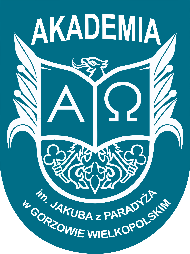 AKADEMIA
Α Ω
im. JAKUBA z PARADYŻA
w GORZOWIE WIELKOPOLSKIM